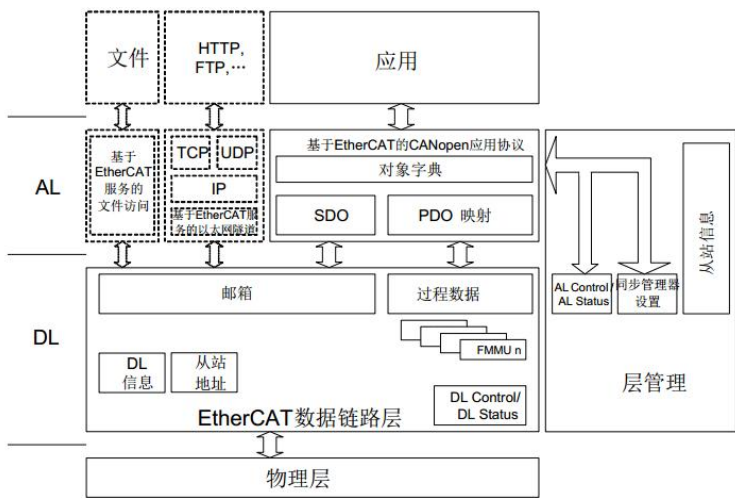 文件
HTTP,
FTP,…
应用
AL
基于
EtherCAT
服务的
文件访问
TCP
UDP
IP
基于EtherCAT服
务的以太网隧道
基于EtherCAT的CANopen应用协议
对象字典
SDO
PDO 映射
从站信息
AL Control/
AL Status
同步管理器
设置
层管理
DL
邮箱
过程数据
FMMU n
DL
信息
从站
地址
DL Control/
DL Status
EtherCAT数据链路层
物理层